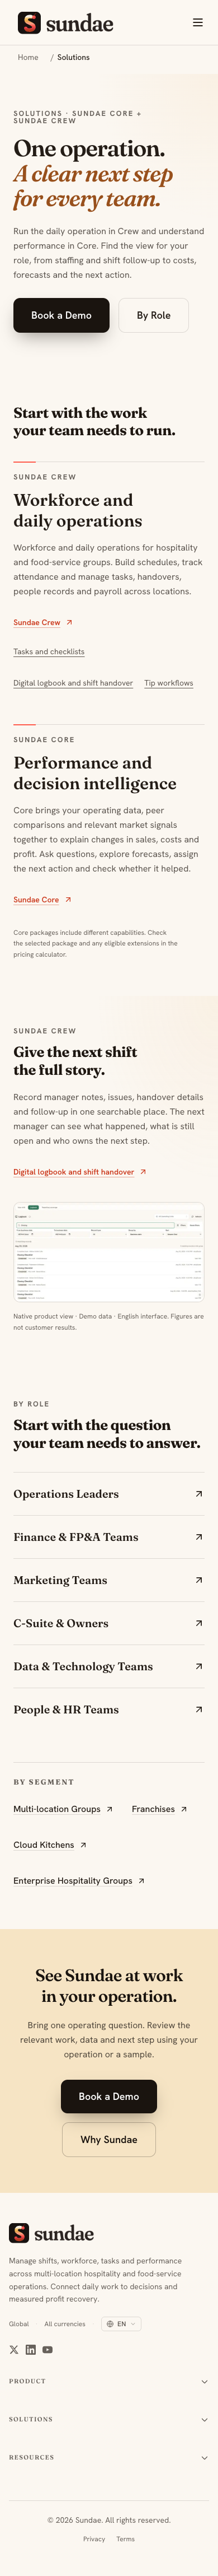 sundae
Home / Solutions
SOLUTIONS · SUNDAE CORE +
SUNDAE CREW
One operation.
A clear next step
for every team.
Run the daily operation in Crew and understand
performance in Core. Find the view for your
role, from staffing and shift follow-up to costs,
forecasts and the next action.
Book a Demo
By Role
Start with the work
your team needs to run.
SUNDAE CREW
Workforce and
daily operations
Workforce and daily operations for hospitality
and food-service groups. Build schedules, track
attendance and manage tasks, handovers,
people records and payroll across locations.
Sundae Crew
Tasks and checklists
Digital logbook and shift handover Tip workflows
SUNDAE CORE
Performance and
decision intelligence
Core brings your operating data, peer
comparisons and relevant market signals
together to explain changes in sales, costs and
profit. Ask questions, explore forecasts, assign
the next action and check whether it helped.
Sundae Core
Core packages include different capabilities. Check
the selected package and any eligible extensions in the
pricing calculator.
SUNDAE CREW
Give the next shift
the full story.
Record manager notes, issues, handover details
and follow-up in one searchable place. The next
manager can see what happened, what is still
open and who owns the next step.
Digital logbook and shift handover
Native product view · Demo data · English interface. Figures are
not customer results.
BY ROLE
Start with the question
your team needs to answer.
Operations Leaders
Finance & FP&A Teams
Marketing Teams
C-Suite & Owners
Data & Technology Teams
People & HR Teams
BY SEGMENT
Multi-location Groups Franchises
Cloud Kitchens
Enterprise Hospitality Groups
See Sundae at work
in your operation.
Bring one operating question. Review the
relevant work, data and next step using your
operation or a sample.
Book a Demo
Why Sundae
sundae
Manage shifts, workforce, tasks and performance
across multi-location hospitality and food-service
operations. Connect daily work to decisions and
measured profit recovery.
Global · All currencies EN
PRODUCT
SOLUTIONS
RESOURCES
© 2026 Sundae. All rights reserved.
Privacy Terms